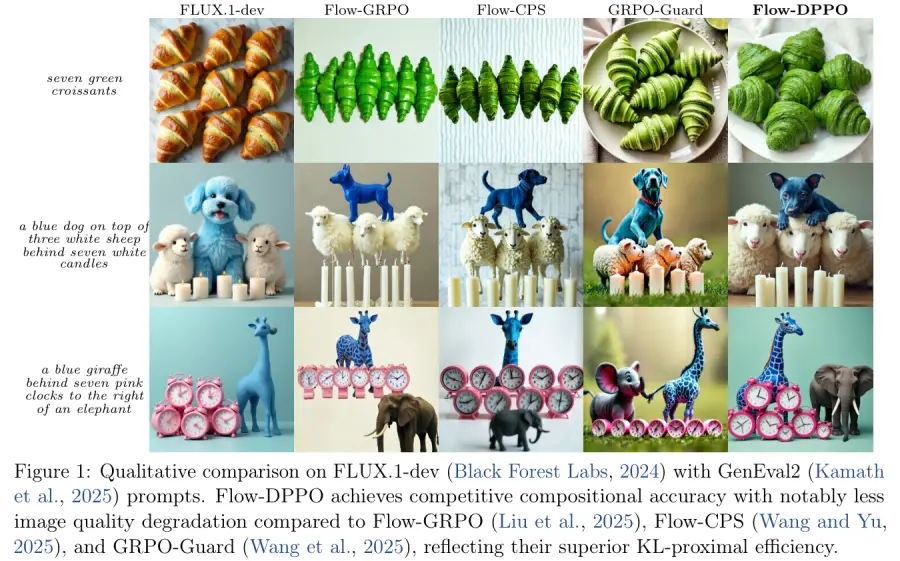 FLUX.1-dev Flow-GRPO Flow-CPS GRPO-Guard Flow-DPPO
seven green
croissants
a blue dog on top of
three white sheep
behind seven white
candles
a blue giraffe
behind seven pink
clocks to the right
of an elephant
Figure 1: Qualitative comparison on FLUX.1-dev (Black Forest Labs, 2024) with GenEval2 (Kamath
et al., 2025) prompts. Flow-DPPO achieves competitive compositional accuracy with notably less
image quality degradation compared to Flow-GRPO (Liu et al., 2025), Flow-CPS (Wang and Yu,
2025), and GRPO-Guard (Wang et al., 2025), reflecting their superior KL-proximal efficiency.